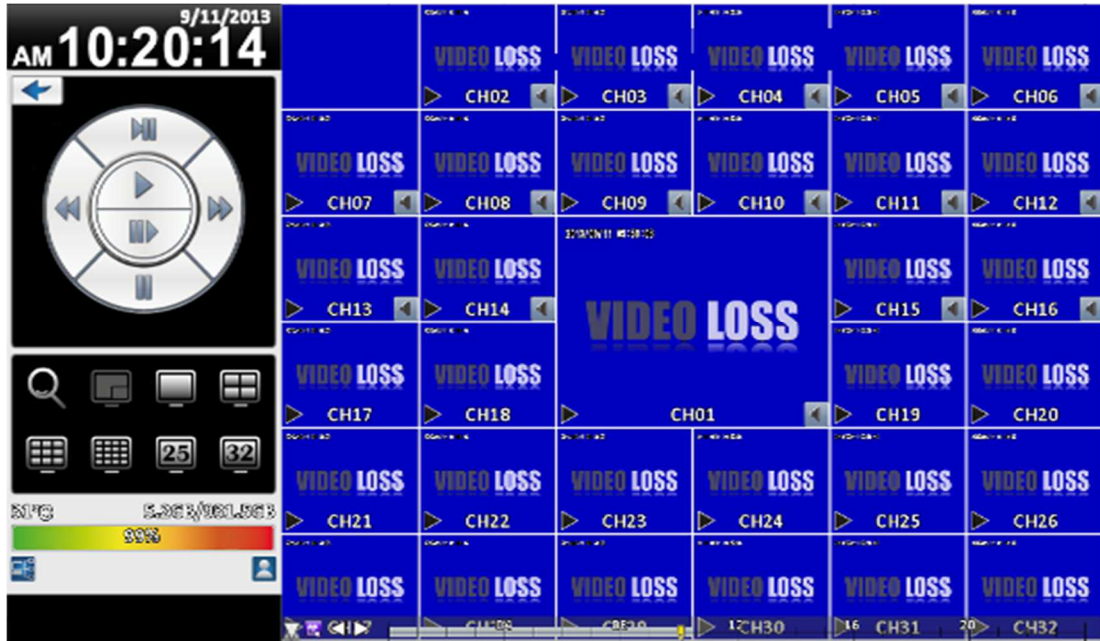 9/11/2013
AM 10:20:14
25 32
99%
VIDEO LOSS VIDEO LOSS VIDEO LOSS VIDEO LOSS VIDEO LOSS
CH02 CH03 CH04 CH05 CH06
VIDEO LOSS VIDEO LOSS VIDEO LOSS VIDEO LOSS VIDEO LOSS VIDEO LOSS
CH07 CH08 CH09 CH10 CH11 CH12
VIDEO LOSS VIDEO LOSS VIDEO LOSS VIDEO LOSS
CH13 CH14 CH15 CH16
VIDEO LOSS
VIDEO LOSS VIDEO LOSS VIDEO LOSS VIDEO LOSS
CH17 CH18 CH01 CH19 CH20
VIDEO LOSS VIDEO LOSS VIDEO LOSS VIDEO LOSS VIDEO LOSS VIDEO LOSS
CH21 CH22 CH23 CH24 CH25 CH26
VIDEO LOSS VIDEO LOSS VIDEO LOSS VIDEO LOSS VIDEO LOSS VIDEO LOSS
12 CH30 16 CH31 20 CH32